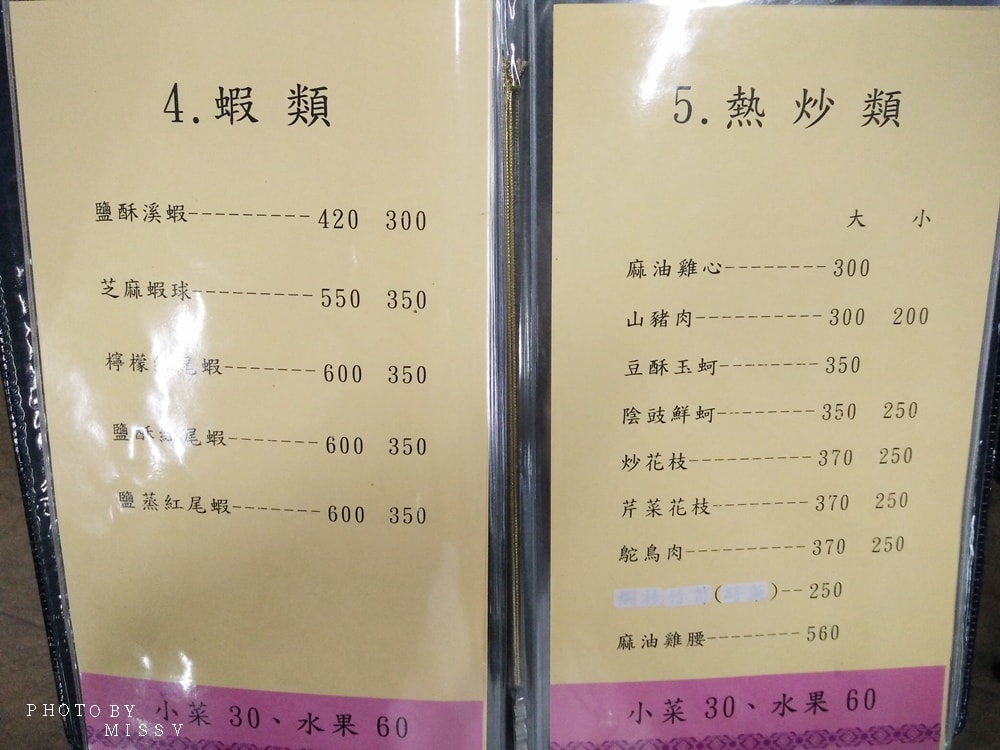 4.蝦類
鹽酥溪蝦---------420 300
芝麻蝦球---------550 350
檸檬紅尾蝦-------600 350
鹽酥紅尾蝦-------600 350
鹽蒸紅尾蝦-------600 350
小菜 30、水果 60
5.熱炒類
大 小
麻油雞心--------300
山豬肉----------300 200
豆酥玉蚵--------350
陰豉鮮蚵--------350 250
炒花枝----------370 250
芹菜花枝--------370 250
鴕鳥肉----------370 250
( )--250
麻油雞腰--------560
小菜 30、水果 60
PHOTO BY
MISS V